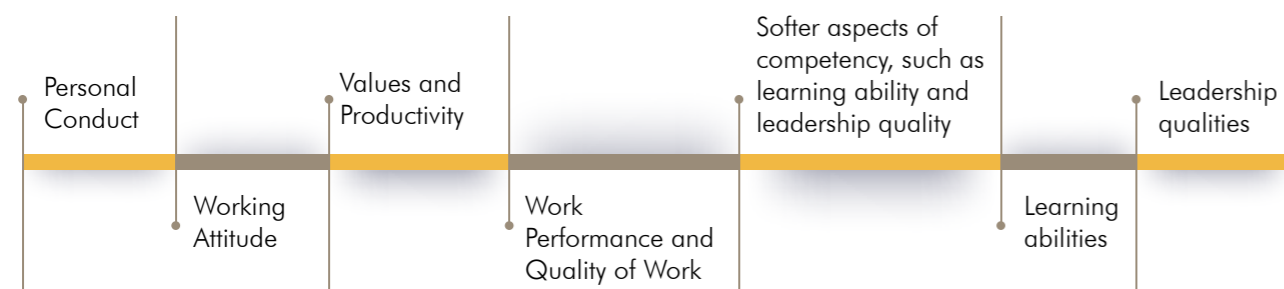 Personal
Conduct
Working
Attitude
Values and
Productivity
Work
Performance and
Quality of Work
Softer aspects of
competency, such as
learning ability and
leadership quality
Learning
abilities
Leadership
qualities